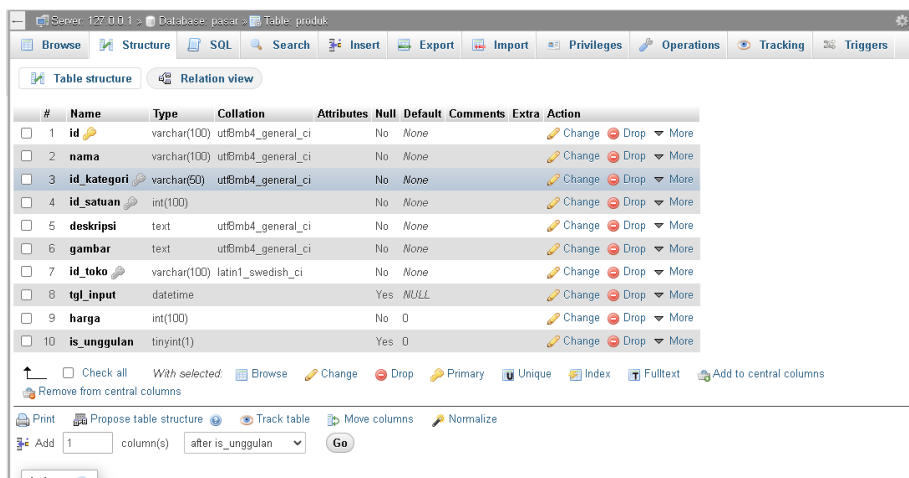 Server: 127.0.0.1 » Database: pasar » Table: produk
Browse Structure SQL Search Insert Export Import Privileges Operations Tracking Triggers
Table structure Relation view
# Name Type Collation Attributes Null Default Comments Extra Action
1 id varchar(100) utf8mb4_general_ci No None Change Drop More
2 nama varchar(100) utf8mb4_general_ci No None Change Drop More
3 id_kategori varchar(50) utf8mb4_general_ci No None Change Drop More
4 id_satuan int(100) No None Change Drop More
5 deskripsi text utf8mb4_general_ci No None Change Drop More
6 gambar text utf8mb4_general_ci No None Change Drop More
7 id_toko varchar(100) latin1_swedish_ci No None Change Drop More
8 tgl_input datetime Yes NULL Change Drop More
9 harga int(100) No 0 Change Drop More
10 is_unggulan tinyint(1) Yes 0 Change Drop More
Check all With selected: Browse Change Drop Primary Unique Index Fulltext Add to central columns
Remove from central columns
Print Propose table structure Track table Move columns Normalize
Add 1 column(s) after is_unggulan Go